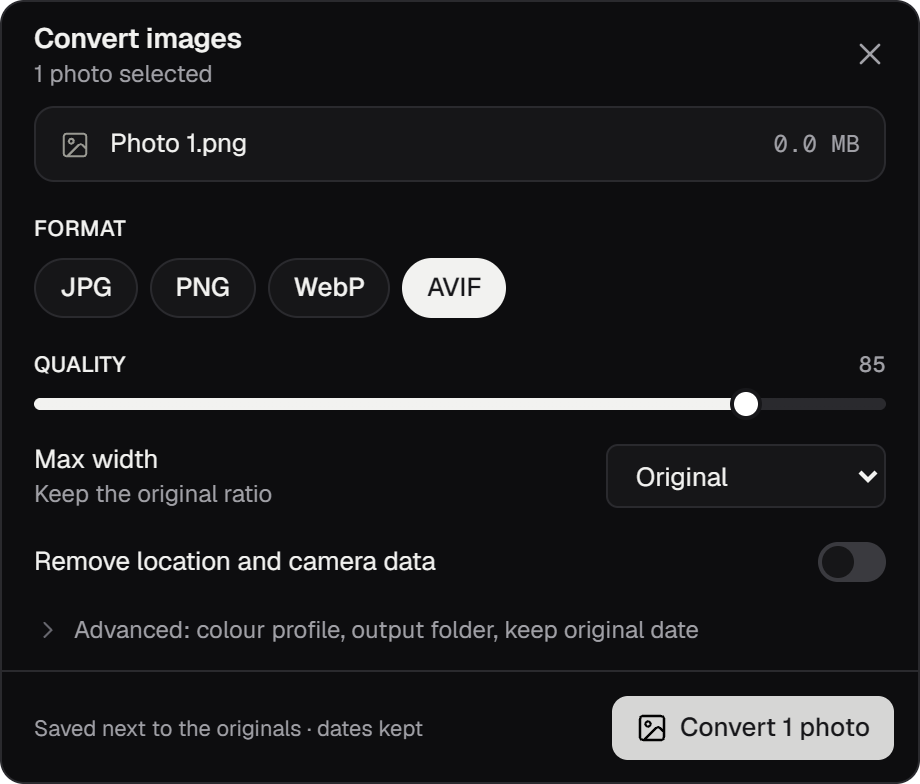 Convert images
1 photo selected
Photo 1.png 0.0 MB
FORMAT
JPG PNG WebP AVIF
QUALITY 85
Max width
Keep the original ratio
Original
Remove location and camera data
Advanced: colour profile, output folder, keep original date
Saved next to the originals · dates kept
Convert 1 photo